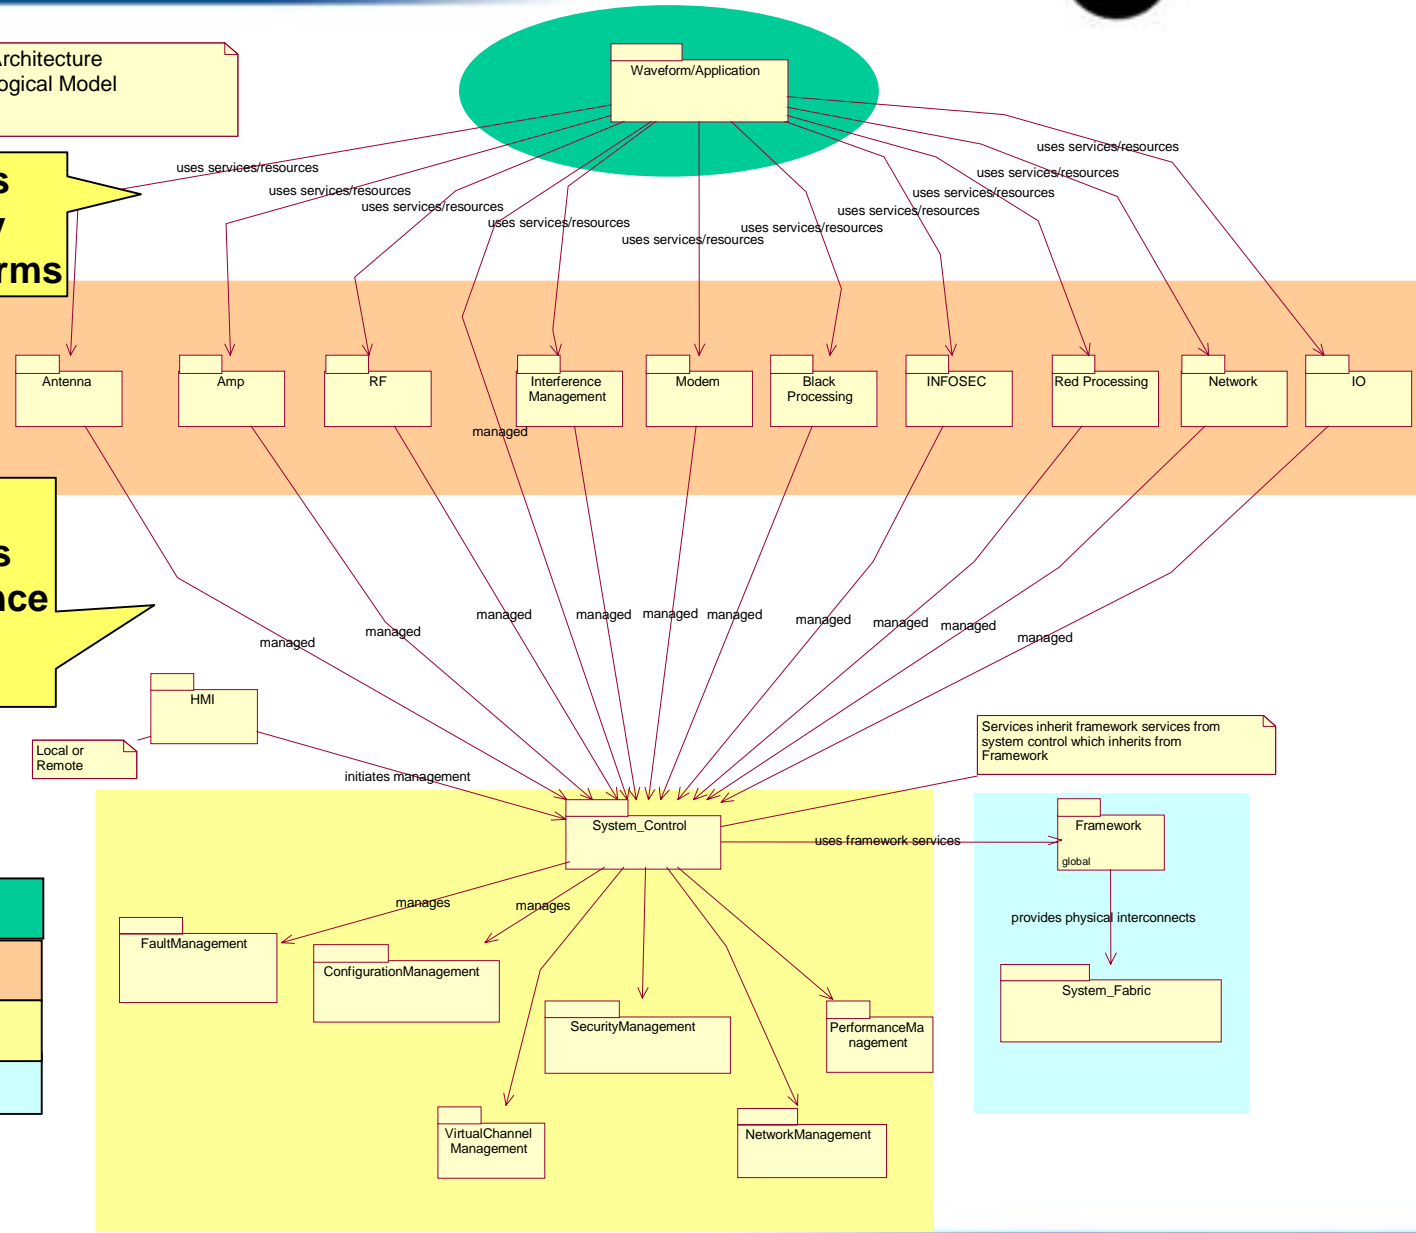 Architecture
ogical Model
Waveform/Application
uses services/resources
uses services/resources
uses services/resources
uses services/resources
uses services/resources
uses services/resources
uses services/resources
uses services/resources
uses services/resources
uses services/resources
s
y
rms
Antenna
Amp
RF
Interference
Management
Modem
Black
Processing
INFOSEC
Red Processing
Network
IO
managed
s
nce
managed
managed
managed
managed
managed
managed
managed
managed
managed
managed
HMI
Local or
Remote
initiates management
Services inherit framework services from
system control which inherits from
Framework
System_Control
uses framework services
Framework
global
manages
manages
provides physical interconnects
FaultManagement
ConfigurationManagement
System_Fabric
SecurityManagement
PerformanceMa
nagement
VirtualChannel
Management
NetworkManagement